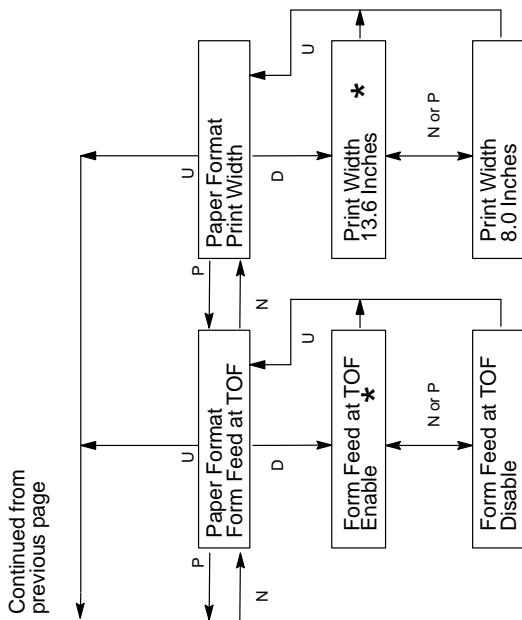 Continued from
previous page
U
U
P
Paper Format
Form Feed at TOF
N
P
Paper Format
Print Width
N
D
U
D
U
Form Feed at TOF
Enable
*
Print Width
13.6 Inches
*
N or P
N or P
Form Feed at TOF
Disable
Print Width
8.0 Inches